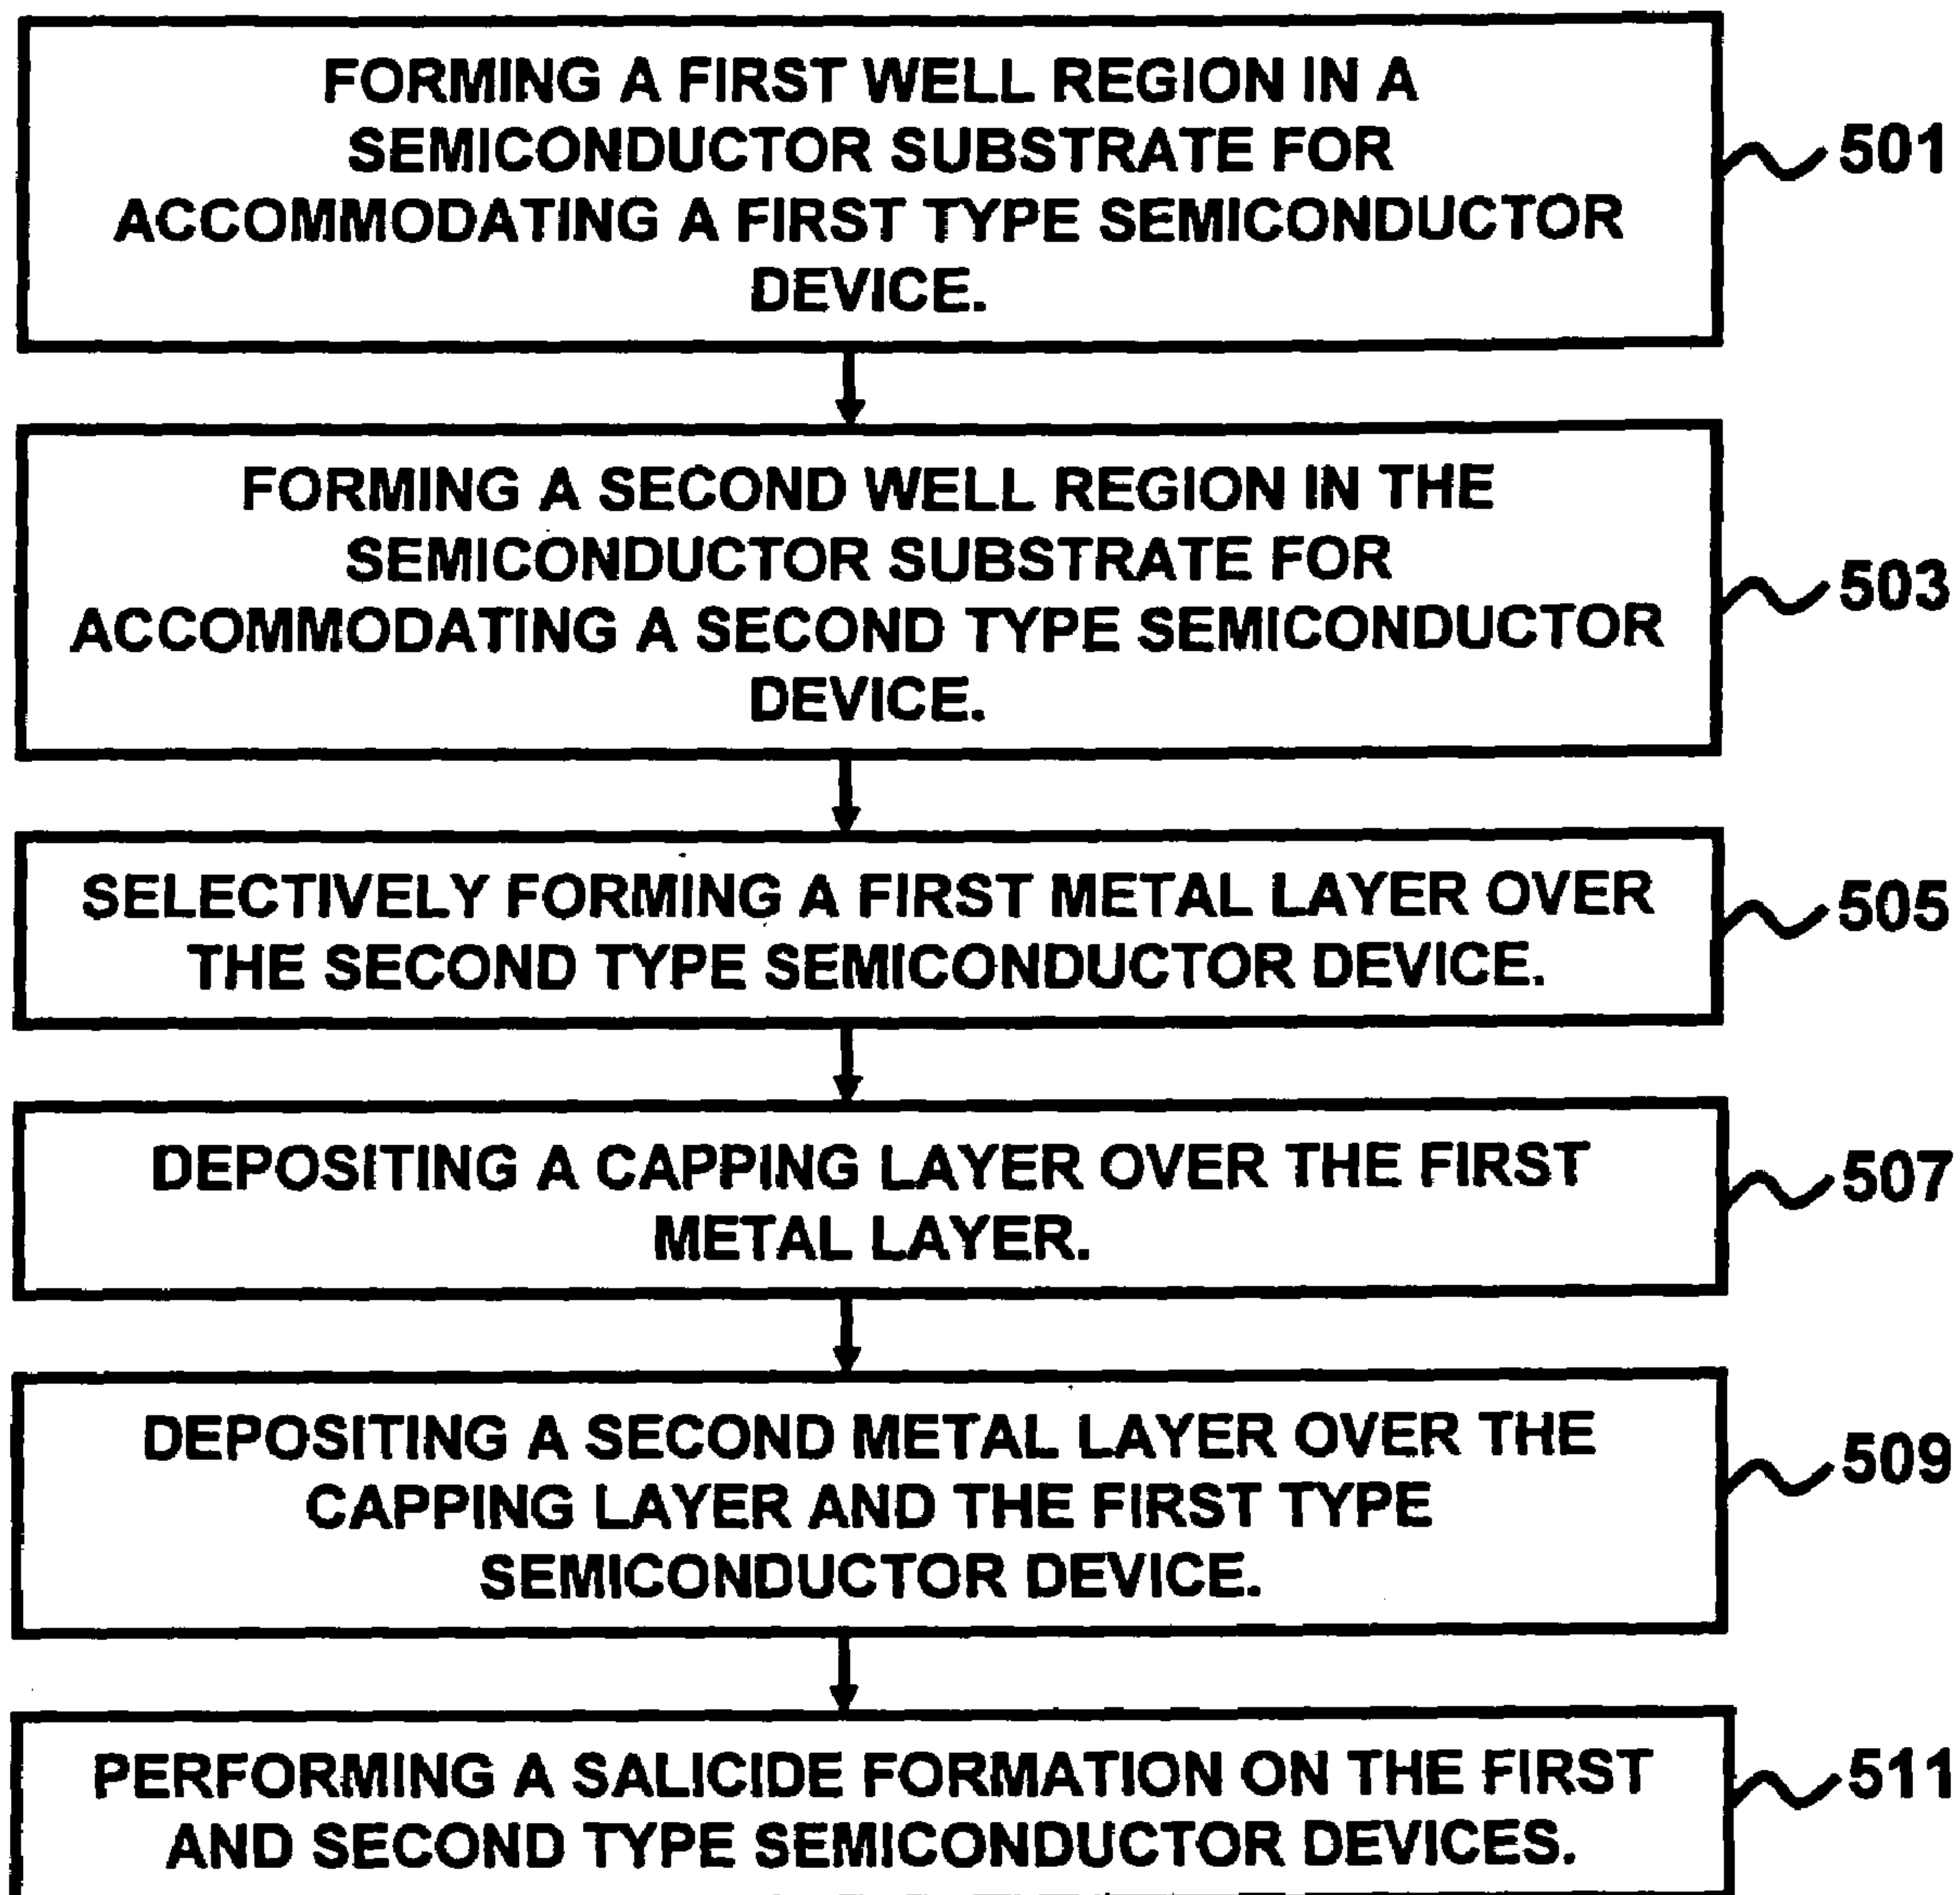 FORMING A FIRST WELL REGION IN A
SEMICONDUCTOR SUBSTRATE FOR
ACCOMMODATING A FIRST TYPE SEMICONDUCTOR
DEVICE.
501
FORMING A SECOND WELL REGION IN THE
SEMICONDUCTOR SUBSTRATE FOR
ACCOMMODATING A SECOND TYPE SEMICONDUCTOR
DEVICE.
503
SELECTIVELY FORMING A FIRST METAL LAYER OVER
THE SECOND TYPE SEMICONDUCTOR DEVICE.
505
DEPOSITING A CAPPING LAYER OVER THE FIRST
METAL LAYER.
507
DEPOSITING A SECOND METAL LAYER OVER THE
CAPPING LAYER AND THE FIRST TYPE
SEMICONDUCTOR DEVICE.
509
PERFORMING A SALICIDE FORMATION ON THE FIRST
AND SECOND TYPE SEMICONDUCTOR DEVICES.
511